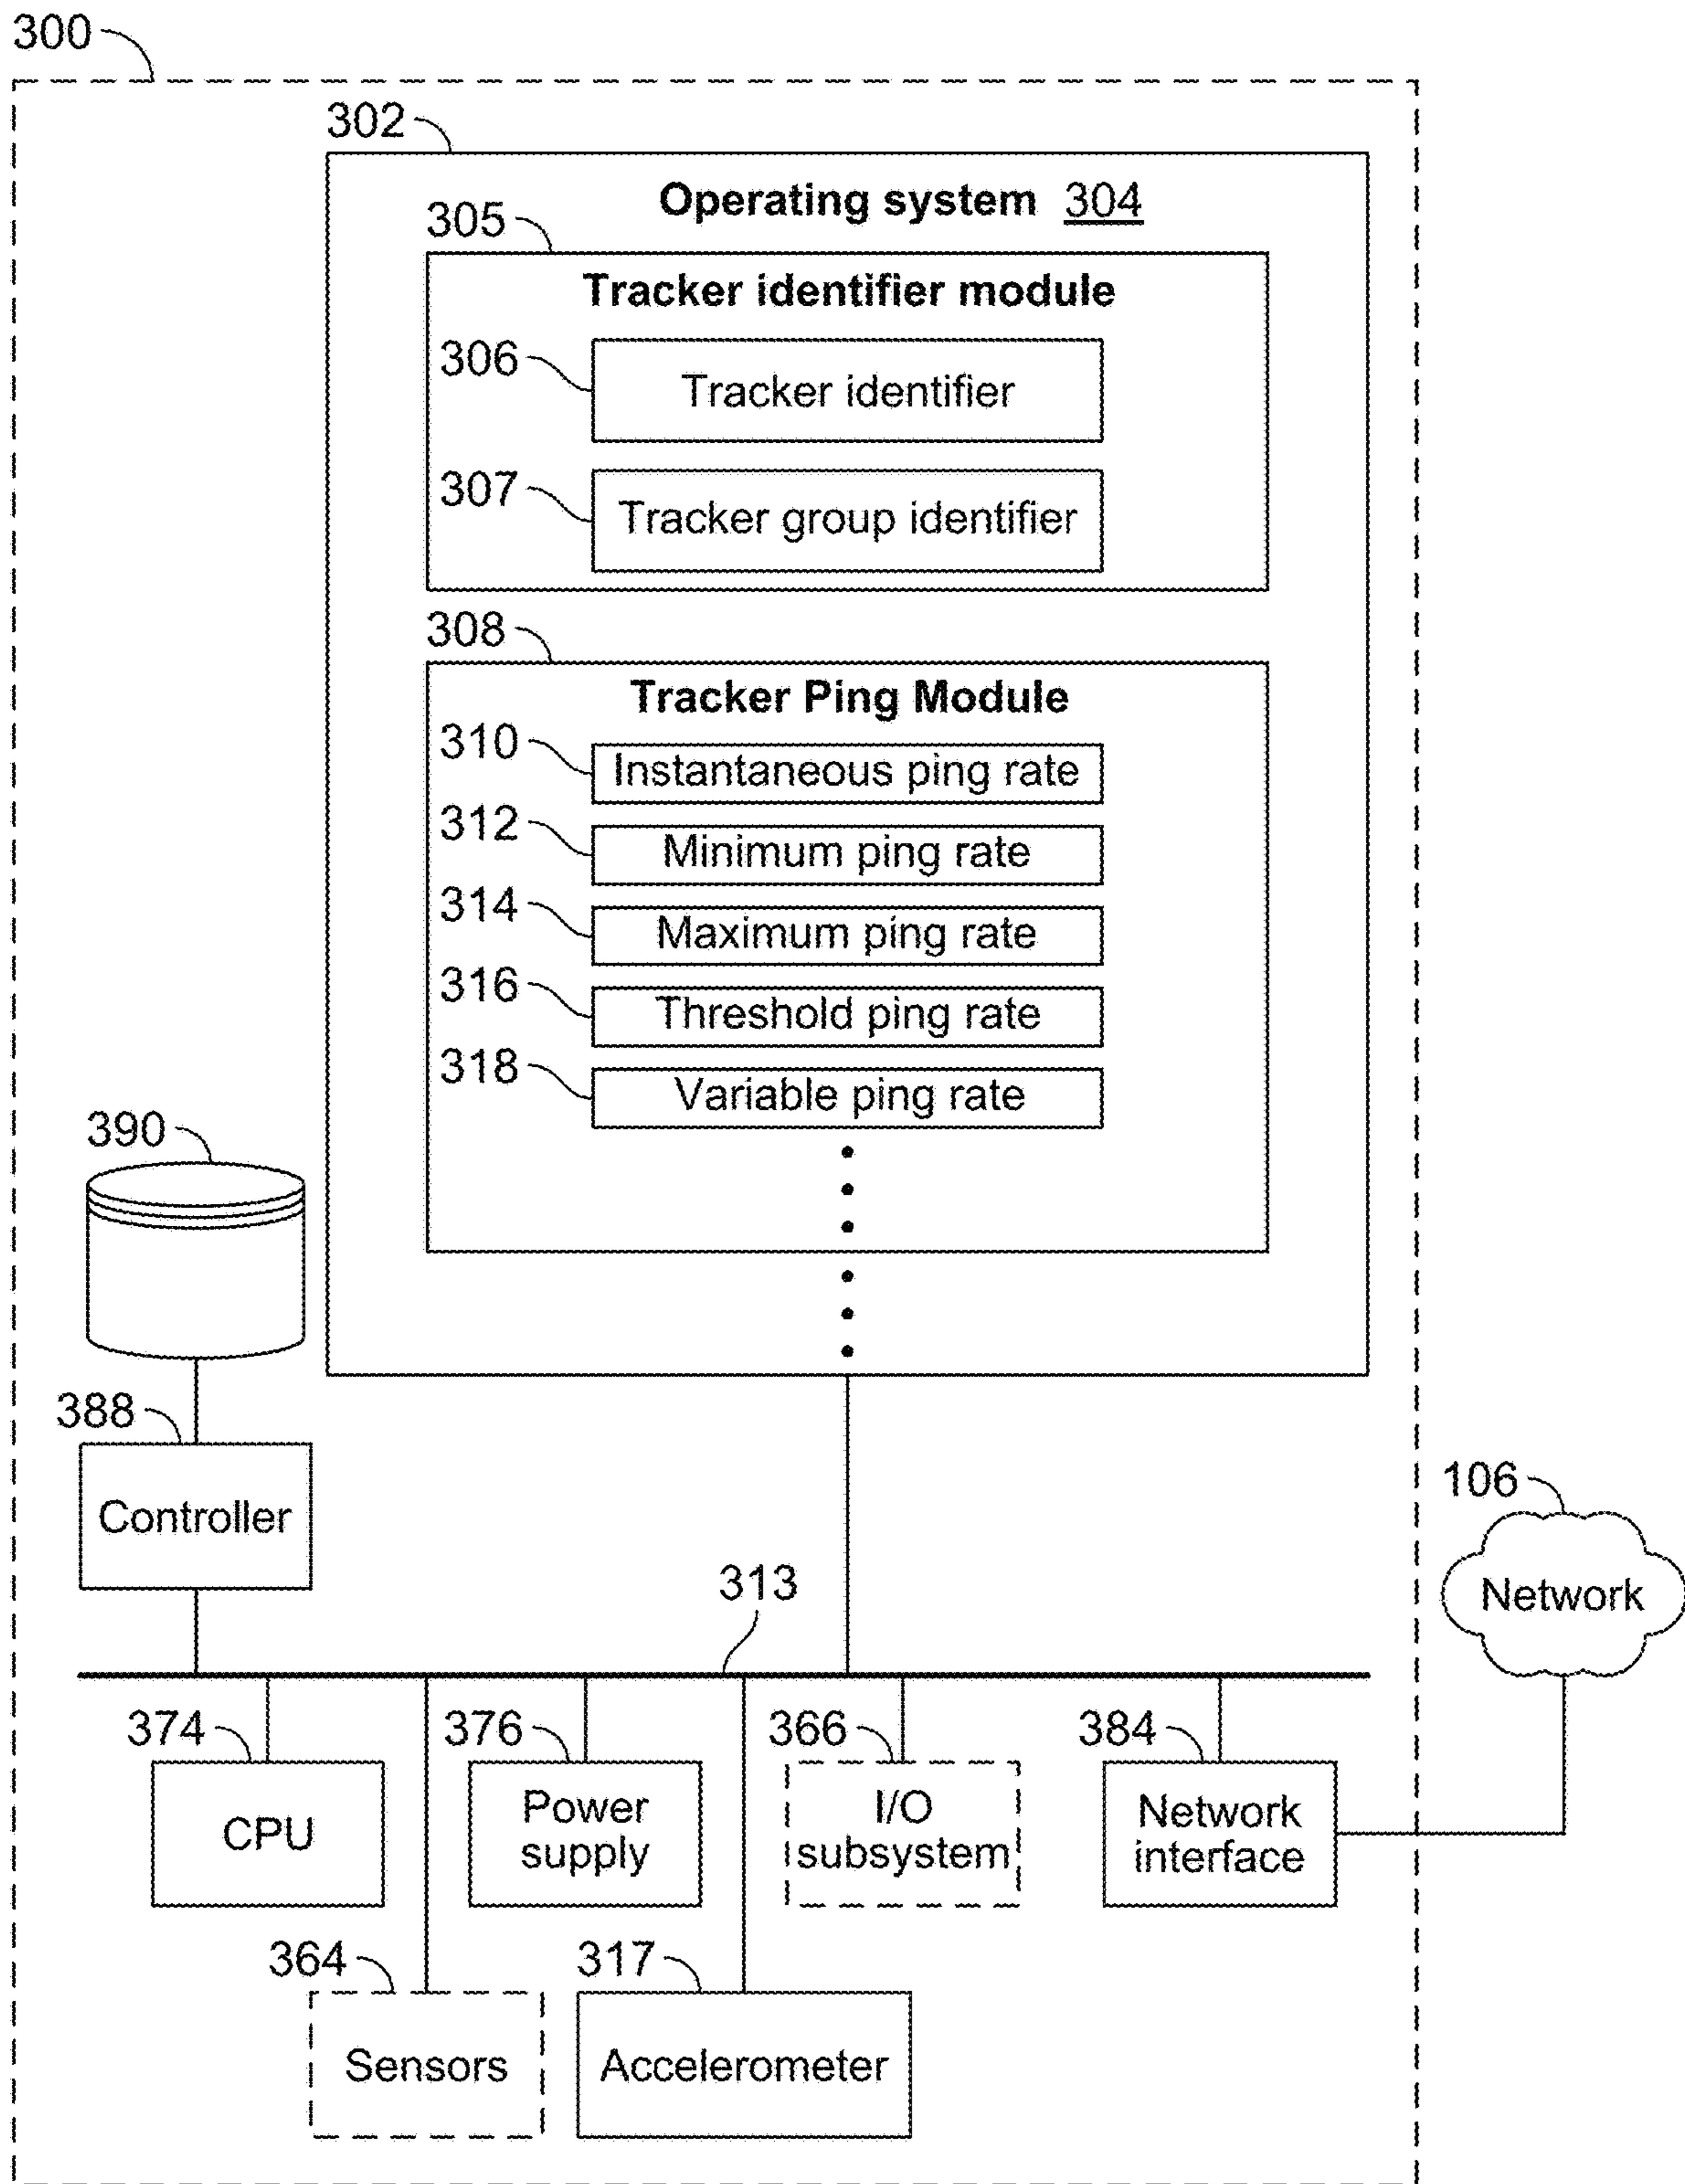 300
302
Operating system 304
305
Tracker identifier module
306
Tracker identifier
307
Tracker group identifier
308
Tracker Ping Module
310
Instantaneous ping rate
312
Minimum ping rate
314
Maximum ping rate
316
Threshold ping rate
318
Variable ping rate
390
388
Controller
106
Network
313
374
CPU
376
Power
supply
366
I/O
subsystem
384
Network
interface
364
Sensors
317
Accelerometer